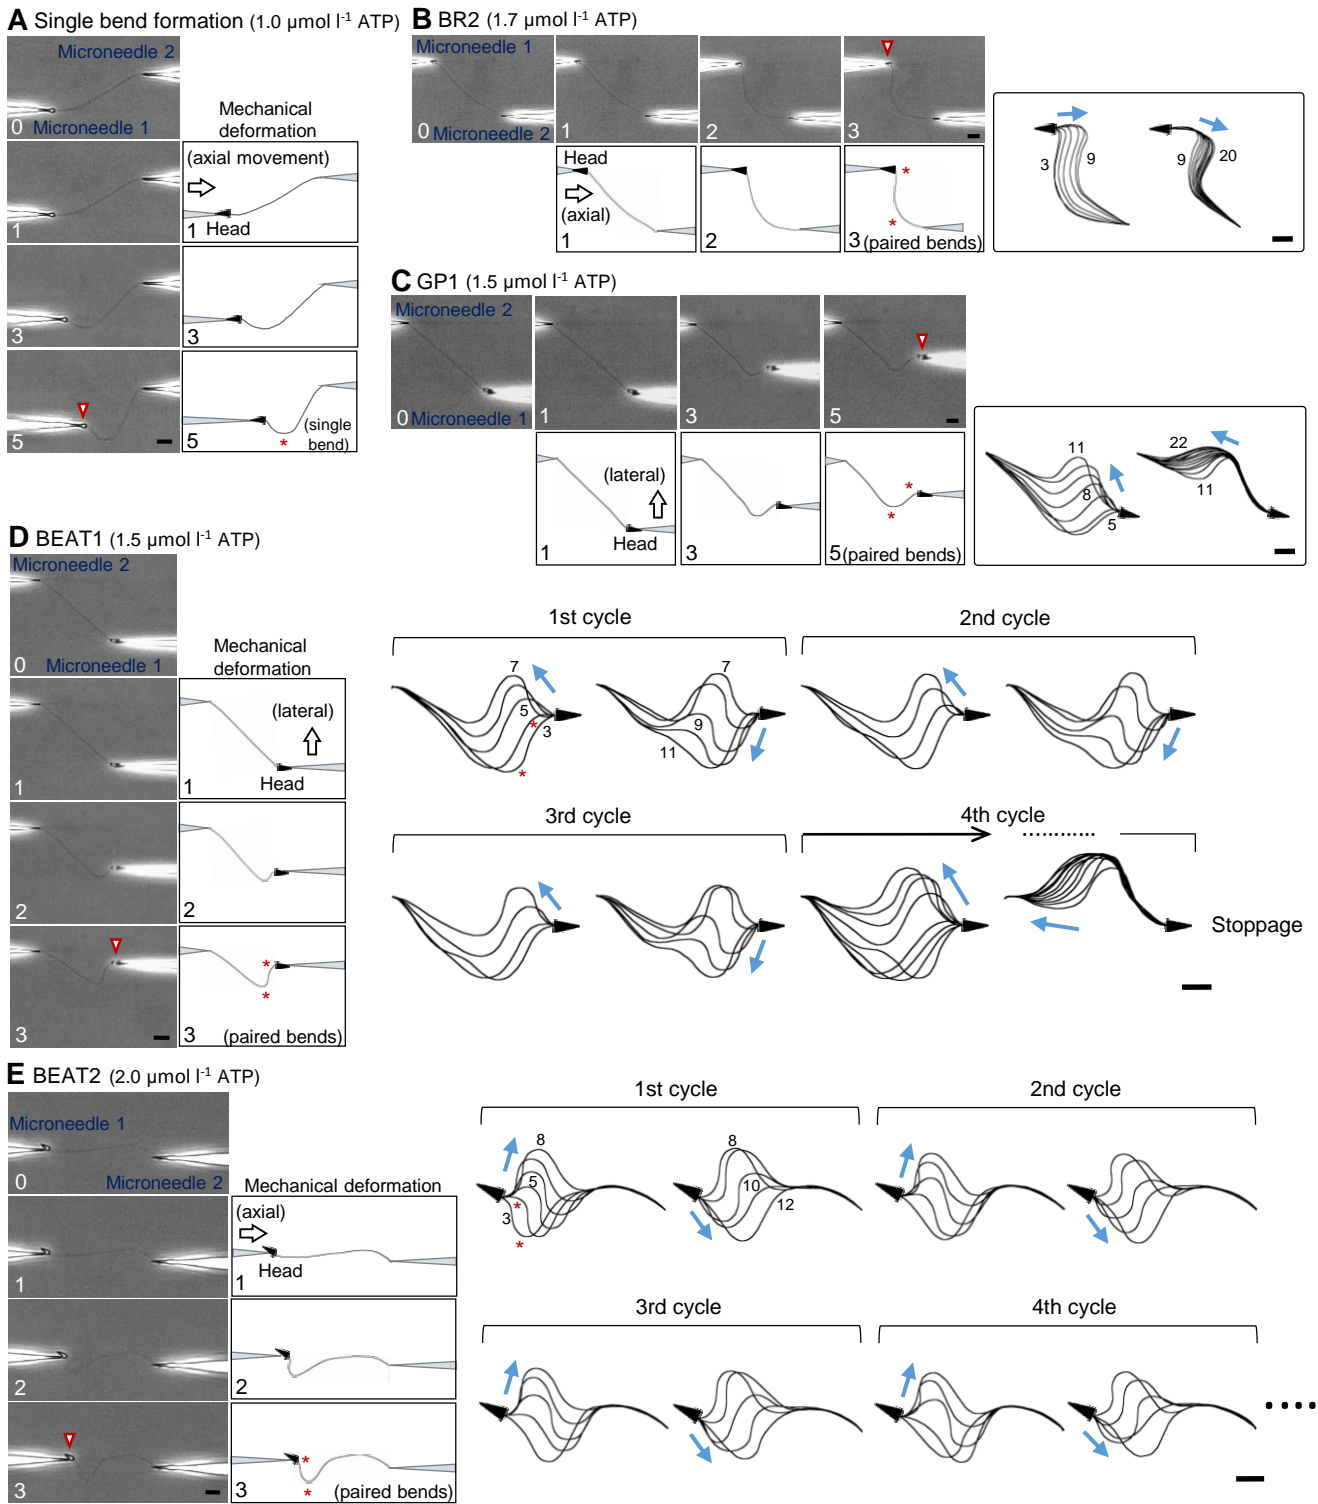 A Single bend formation (1.0 μmol l-1 ATP)
Microneedle 2
0 Microneedle 1
Mechanical
deformation
1
(axial movement)
1 Head
3
3
5
5
(single
bend)
*
B BR2 (1.7 μmol l-1 ATP)
Microneedle 1
0 Microneedle 2
1
2
3
Head
(axial)
1
2
*
*
3 (paired bends)
3
9
9
20
C GP1 (1.5 μmol l-1 ATP)
Microneedle 2
0 Microneedle 1
1
3
5
(lateral)
Head
1
3
*
*
5 (paired bends)
11
8
5
22
11
D BEAT1 (1.5 μmol l-1 ATP)
Microneedle 2
0 Microneedle 1
Mechanical
deformation
1
(lateral)
Head
1
2
2
3
*
*
3 (paired bends)
1st cycle
7
5
* 3
*
7
9
11
2nd cycle
3rd cycle
4th cycle
Stoppage
E BEAT2 (2.0 μmol l-1 ATP)
Microneedle 1
0 Microneedle 2
Mechanical deformation
1
(axial)
Head
1
2
2
3
*
*
3 (paired bends)
1st cycle
8
5
3 *
*
8
10
12
2nd cycle
3rd cycle
4th cycle
....